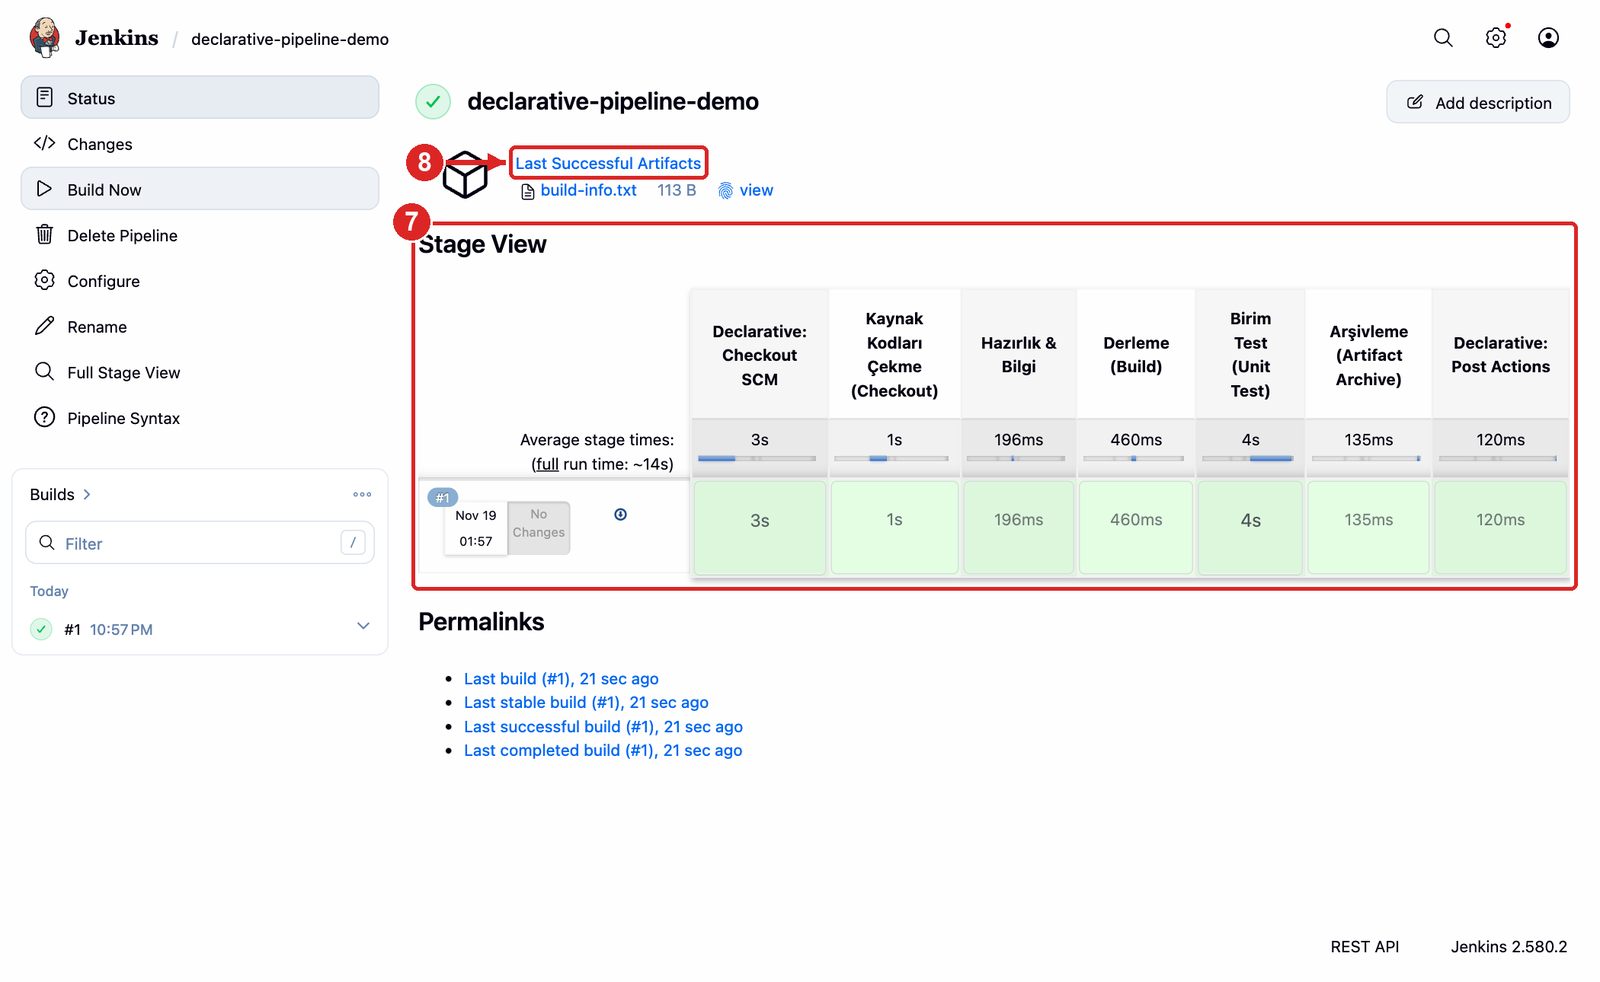 Jenkins / declarative-pipeline-demo
Status
Changes
Build Now
Delete Pipeline
Configure
Rename
Full Stage View
Pipeline Syntax
Builds
Filter /
Today
#1 10:57 PM
declarative-pipeline-demo
Add description
8
Last Successful Artifacts
build-info.txt 113 B view
7
Stage View
Declarative:
Checkout
SCM
Kaynak
Kodları
Çekme
(Checkout)
Hazırlık &
Bilgi
Derleme
(Build)
Birim
Test
(Unit
Test)
Arşivleme
(Artifact
Archive)
Declarative:
Post Actions
Average stage times:
(full run time: ~14s)
3s 1s 196ms 460ms 4s 135ms 120ms
#1
Nov 19
01:57
No
Changes
3s 1s 196ms 460ms 4s 135ms 120ms
Permalinks
Last build (#1), 21 sec ago
Last stable build (#1), 21 sec ago
Last successful build (#1), 21 sec ago
Last completed build (#1), 21 sec ago
REST API Jenkins 2.580.2